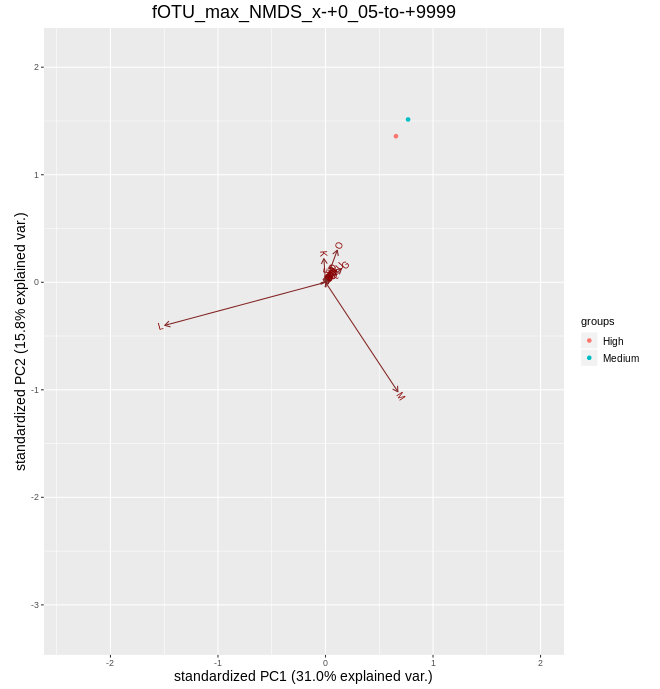 fOTU_max_NMDS_x-+0_05-to-+9999
standardized PC2 (15.8% explained var.)
2
1
0
-1
-2
-3
K
O
G
L
M
groups
High
Medium
-2
-1
0
1
2
standardized PC1 (31.0% explained var.)